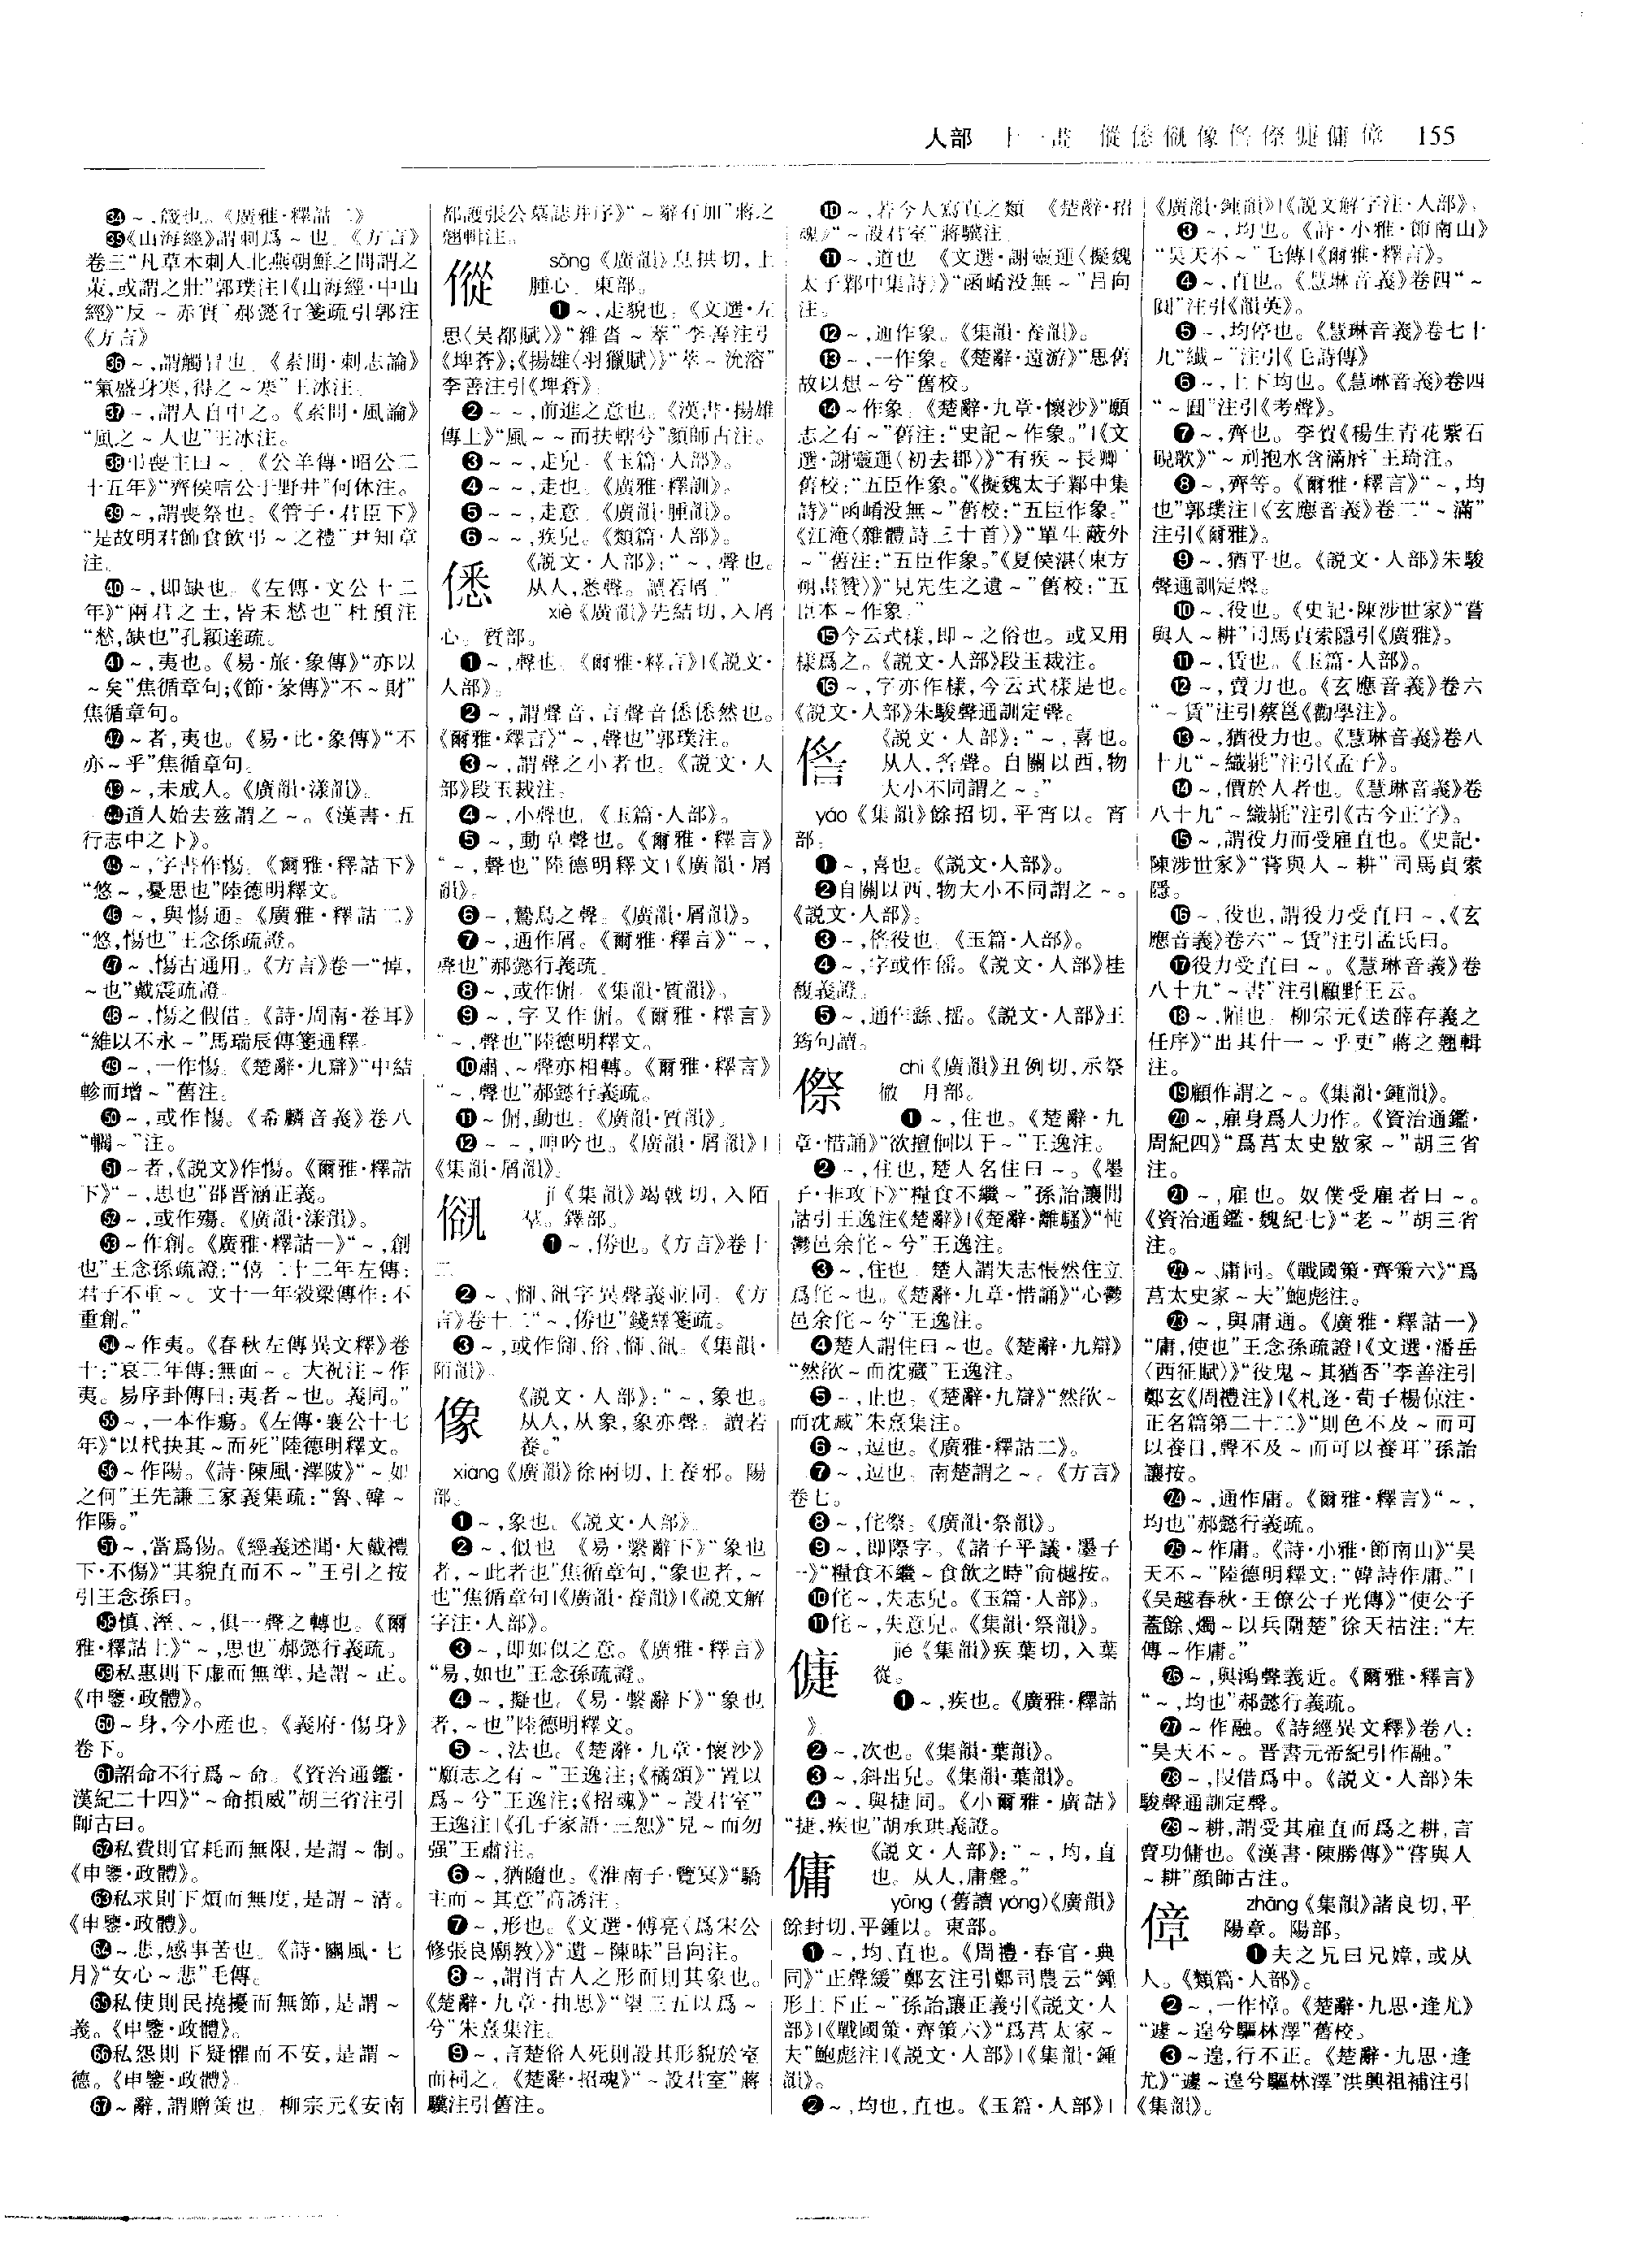 人部 十一畫 傱僁㒆像傛傺倢傭傽 155
㉞～,箴也。《廣雅·釋詁二》
㉟《山海經》謂刺爲～也。《方言》
卷三“凡草木刺人北燕朝鮮之間謂之
茦,或謂之壯”郭璞注|《山海經·中山
經》“反～赤實”郝懿行箋疏引郭注
《方言》
㊱～,謂觸冒也。《素問·刺志論》
“氣盛身寒,得之～寒”王冰注。
㊲～,謂人自中之。《素問·風論》
“風之～人也”王冰注。
㊳弔喪主曰～。《公羊傳·昭公二
十五年》“齊侯唁公于野井”何休注。
㊴～,謂喪祭也。《管子·君臣下》
“是故明君飾食飲弔～之禮”尹知章
注。
㊵～,即缺也。《左傳·文公十二
年》“兩君之士,皆未憖也”杜預注
“憖,缺也”孔穎達疏。
㊶～,夷也。《易·旅·象傳》“亦以
～矣”焦循章句;《節·彖傳》“不～財”
焦循章句。
㊷～者,夷也。《易·比·象傳》“不
亦～乎”焦循章句。
㊸～,未成人。《廣韻·漾韻》。
㊹道人始去茲謂之～。《漢書·五
行志中之下》。
㊺～,字書作慯。《爾雅·釋詁下》
“悠～,憂思也”陸德明釋文。
㊻～,與慯通。《廣雅·釋詁二》
“悠,慯也”王念孫疏證。
㊼～、慯古通用。《方言》卷一“悼,
～也”戴震疏證。
㊽～,慯之假借。《詩·周南·卷耳》
“維以不永～”馬瑞辰傳箋通釋。
㊾～,一作慯。《楚辭·九辯》“中結
軫而增～”舊注。
㊿～,或作慯。《希麟音義》卷八
51～者,《説文》作慯。《爾雅·釋詁
下》“～,思也”邵晋涵正義。
52～,或作殤。《廣韻·漾韻》。
53～作創。《廣雅·釋詁一》“～,創
也”王念孫疏證:“僖二十二年左傳:
君子不重～。文十一年穀梁傳作:不
重創。”
54～作夷。《春秋左傳異文釋》卷
十:“哀二年傳:無面～。大祝注～作
夷。易序卦傳曰:夷者～也。義同。”
55～,一本作瘍。《左傳·襄公十七
年》“以杙抉其～而死”陸德明釋文。
56～作陽。《詩·陳風·澤陂》“～如
之何”王先謙三家義集疏:“魯、韓～
作陽。”
57～,當爲傷。《經義述聞·大戴禮
下·不傷》“其貌直而不～”王引之按
引王念孫曰。
58慎、溼、～,俱一聲之轉也。《爾
雅·釋詁上》“～,思也”郝懿行義疏。
59私惠則下虛而無準,是謂～正。
《申鑒·政體》。
60～身,今小産也。《義府·傷身》
卷下。
61詔命不行爲～命。《資治通鑑·
漢紀二十四》“～命損威”胡三省注引
師古曰。
62私費則官耗而無限,是謂～制。
《申鑒·政體》。
63私求則下煩而無度,是謂～清。
《申鑒·政體》。
64～悲,感事苦也。《詩·豳風·七
月》“女心～悲”毛傳。
65私使則民撓擾而無節,是謂～
義。《申鑒·政體》。
66私怨則下疑懼而不安,是謂～
德。《申鑒·政體》。
67～辭,謂贈策也。柳宗元《安南
都護張公墓誌并序》“～辭有加”蔣之
翹輯注。
傱
sǒng《廣韻》息拱切,上
腫心。東部。
❶～,走貌也。《文選·左
思〈吴都賦〉》“雜沓～萃”李善注引
《埤蒼》;《揚雄〈羽獵賦〉》“萃～沇溶”
李善注引《埤蒼》
❷～～,前進之意也。《漢書·揚雄
傳上》“風～～而扶轄兮”顔師古注。
❸～～,走皃。《玉篇·人部》。
❹～～,走也。《廣雅·釋訓》。
❺～～,走意。《廣韻·腫韻》。
❻～～,疾皃。《類篇·人部》。
僁
《説文·人部》:“～,聲也。
从人,悉聲。讀若屑。”
xiè《廣韻》先結切,入屑
心。質部。
❶～,聲也。《爾雅·釋言》|《説文·
人部》。
❷～,謂聲音,言聲音僁僁然也。
《爾雅·釋言》“～,聲也”郭璞注。
❸～,謂聲之小者也。《説文·人
部》段玉裁注。
❹～,小聲也。《玉篇·人部》。
❺～,動草聲也。《爾雅·釋言》
“～,聲也”陸德明釋文|《廣韻·屑
韻》。
❻～,鷙鳥之聲。《廣韻·屑韻》。
❼～,通作屑。《爾雅·釋言》“～,
聲也”郝懿行義疏。
❽～,或作㑛。《集韻·質韻》。
❾～,字又作㑛。《爾雅·釋言》
“～,聲也”陸德明釋文。
❿肅、～聲亦相轉。《爾雅·釋言》
“～,聲也”郝懿行義疏。
⓫～㑛,動也。《廣韻·質韻》。
⓬～～,呻吟也。《廣韻·屑韻》|
《集韻·屑韻》。
jí《集韻》竭戟切,入陌
羣。鐸部。
❶～,倦也。《方言》卷十
二
言》卷十二“～,倦也”錢繹箋疏。
陌韻》。
像
《説文·人部》:“～,象也。
从人,从象,象亦聲。讀若
養。”
xiàng《廣韻》徐兩切,上養邪。陽
部。
❶～,象也。《説文·人部》
❷～,似也。《易·繫辭下》“象也
者,～此者也”焦循章句,“象也者,～
也”焦循章句|《廣韻·養韻》|《説文解
字注·人部》。
❸～,即如似之意。《廣雅·釋言》
“易,如也”王念孫疏證。
❹～,擬也。《易·繫辭下》“象也
者,～也”陸德明釋文。
❺～,法也。《楚辭·九章·懷沙》
“願志之有～”王逸注;《橘頌》“置以
爲～兮”王逸注;《招魂》“～設君室”
王逸注|《孔子家語·三恕》“皃～而勿
强”王肅注。
❻～,猶隨也。《淮南子·覽冥》“驕
主而～其意”高誘注。
❼～,形也。《文選·傅亮〈爲宋公
修張良廟教〉》“遺～陳昧”吕向注。
❽～,謂肖古人之形而則其象也。
《楚辭·九章·抽思》“望三五以爲～
兮”朱熹集注。
❾～,言楚俗人死則設其形貌於室
而祠之。《楚辭·招魂》“～設君室”蔣
驥注引舊注。
❿～,若今人寫真之類。《楚辭·招
魂》“～設君室”蔣驥注。
⓫～,道也。《文選·謝靈運〈擬魏
太子鄴中集詩〉》“函崤没無～”吕向
注。
⓬～,通作象。《集韻·養韻》。
⓭～,一作象。《楚辭·遠游》“思舊
故以想～兮”舊校。
⓮～作象。《楚辭·九章·懷沙》“願
志之有～”舊注:“史記～作象。”|《文
選·謝靈運〈初去郡〉》“有疾～長卿”
舊校:“五臣作象。”《擬魏太子鄴中集
詩》“函崤没無～”舊校:“五臣作象。”
《江淹〈雜體詩三十首〉》“單生蔽外
～”舊注:“五臣作象。”《夏侯湛〈東方
朔畫贊〉》“見先生之遺～”舊校:“五
臣本～作象。”
⓯今云式樣,即～之俗也。或又用
樣爲之。《説文·人部》段玉裁注。
⓰～,字亦作樣,今云式樣是也。
《説文·人部》朱駿聲通訓定聲。
《説文·人部》:“～,喜也。
从人,䍃聲。自關以西,物
大小不同謂之～。”
yáo《集韻》餘招切,平宵以。宵
部。
❶～,喜也。《説文·人部》。
❷自關以西,物大小不同謂之～。
《説文·人部》。
❸～,㑾役也。《玉篇·人部》。
❹～,字或作傜。《説文·人部》桂
馥義證。
❺～,通作繇、摇。《説文·人部》王
筠句讀。
傺
chì《廣韻》丑例切,示祭
徹。月部。
❶～,住也。《楚辭·九
章·惜誦》“欲儃佪以干～”王逸注。
❷～,住也,楚人名住曰～。《墨
子·非攻下》“糧食不繼～”孫詒讓閒
詁引王逸注《楚辭》|《楚辭·離騷》“忳
鬱邑余侘～兮”王逸注。
❸～,住也。楚人謂失志悵然住立
爲侘～也。《楚辭·九章·惜誦》“心鬱
邑余侘～兮”王逸注。
❹楚人謂住曰～也。《楚辭·九辯》
“然欿～而沈藏”王逸注。
❺～,止也。《楚辭·九辯》“然欿～
而沈藏”朱熹集注。
❻～,逗也。《廣雅·釋詁二》。
❼～,逗也。南楚謂之～。《方言》
卷七。
❽～,侘傺。《廣韻·祭韻》。
❾～,即際字。《諸子平議·墨子
一》“糧食不繼～食飲之時”俞樾按。
❿侘～,失志皃。《玉篇·人部》。
⓫侘～,失意皃。《集韻·祭韻》。
jié《集韻》疾葉切,入葉
從。
❶～,疾也。《廣雅·釋詁
》。
❷～,次也。《集韻·葉韻》。
❸～,斜出皃。《集韻·葉韻》。
❹～,與捷同。《小爾雅·廣詁》
“捷,疾也”胡承珙義證。
傭
《説文·人部》:“～,均,直
也。从人,庸聲。”
yōng (舊讀 yóng)《廣韻》
餘封切,平鍾以。東部。
❶～,均、直也。《周禮·春官·典
同》“正聲緩”鄭玄注引鄭司農云“鍾
形上下正～”孫詒讓正義引《説文·人
部》|《戰國策·齊策六》“爲莒太家～
夫”鮑彪注|《説文·人部》|《集韻·鍾
韻》。
❷～,均也,直也。《玉篇·人部》|
《廣韻·鍾韻》|《説文解字注·人部》。
❸～,均也。《詩·小雅·節南山》
“昊天不～”毛傳|《爾雅·釋言》。
❹～,直也。《慧琳音義》卷四“～
圓”注引《韻英》。
❺～,均停也。《慧琳音義》卷七十
九“纖～”注引《毛詩傳》
❻～,上下均也。《慧琳音義》卷四
“～圓”注引《考聲》。
❼～,齊也。李賀《楊生青花紫石
硯歌》“～刓抱水含滿脣”王琦注。
❽～,齊等。《爾雅·釋言》“～,均
也”郭璞注|《玄應音義》卷二“～滿”
注引《爾雅》。
❾～,猶平也。《説文·人部》朱駿
聲通訓定聲。
❿～,役也。《史記·陳涉世家》“嘗
與人～耕”司馬貞索隱引《廣雅》。
⓫～,賃也。《玉篇·人部》。
⓬～,賣力也。《玄應音義》卷六
“～賃”注引蔡邕《勸學注》。
⓭～,猶役力也。《慧琳音義》卷八
⓮～,價於人者也。《慧琳音義》卷
⓯～,謂役力而受雇直也。《史記·
陳涉世家》“嘗與人～耕”司馬貞索
隱。
⓰～,役也,謂役力受直曰～,《玄
應音義》卷六“～賃”注引孟氏曰。
⓱役力受直曰～。《慧琳音義》卷
八十九“～書”注引顧野王云。
⓲～,雇也。柳宗元《送薛存義之
任序》“出其什一～乎吏”蔣之翹輯
注。
⓳顧作謂之～。《集韻·鍾韻》。
⓴～,雇身爲人力作。《資治通鑑·
周紀四》“爲莒太史敫家～”胡三省
注。
㉑～,雇也。奴僕受雇者曰～。
《資治通鑑·魏紀七》“老～”胡三省
注。
㉒～、庸同。《戰國策·齊策六》“爲
莒太史家～夫”鮑彪注。
㉓～,與庸通。《廣雅·釋詁一》
“庸,使也”王念孫疏證|《文選·潘岳
〈西征賦〉》“役鬼～其猶否”李善注引
鄭玄《周禮注》|《札迻·荀子楊倞注·
正名篇第二十二》“則色不及～而可
以養目,聲不及～而可以養耳”孫詒
讓按。
㉔～,通作庸。《爾雅·釋言》“～,
均也”郝懿行義疏。
㉕～作庸。《詩·小雅·節南山》“昊
天不～”陸德明釋文:“韓詩作庸。”|
《吴越春秋·王僚公子光傳》“使公子
蓋餘、燭～以兵圍楚”徐天祜注:“左
傳～作庸。”
㉖～,與鴻聲義近。《爾雅·釋言》
“～,均也”郝懿行義疏。
㉗～作融。《詩經異文釋》卷八:
“昊天不～。晋書元帝紀引作融。”
㉘～,叚借爲中。《説文·人部》朱
駿聲通訓定聲。
㉙～耕,謂受其雇直而爲之耕,言
賣功傭也。《漢書·陳勝傳》“嘗與人
～耕”顔師古注。
傽
zhāng《集韻》諸良切,平
陽章。陽部。
❶夫之兄曰兄嫜,或从
人。《類篇·人部》。
❷～,一作慞。《楚辭·九思·逢尤》
“遽～遑兮驅林澤”舊校。
❸～遑,行不正。《楚辭·九思·逢
尤》“遽～遑兮驅林澤”洪興祖補注引
《集韻》。